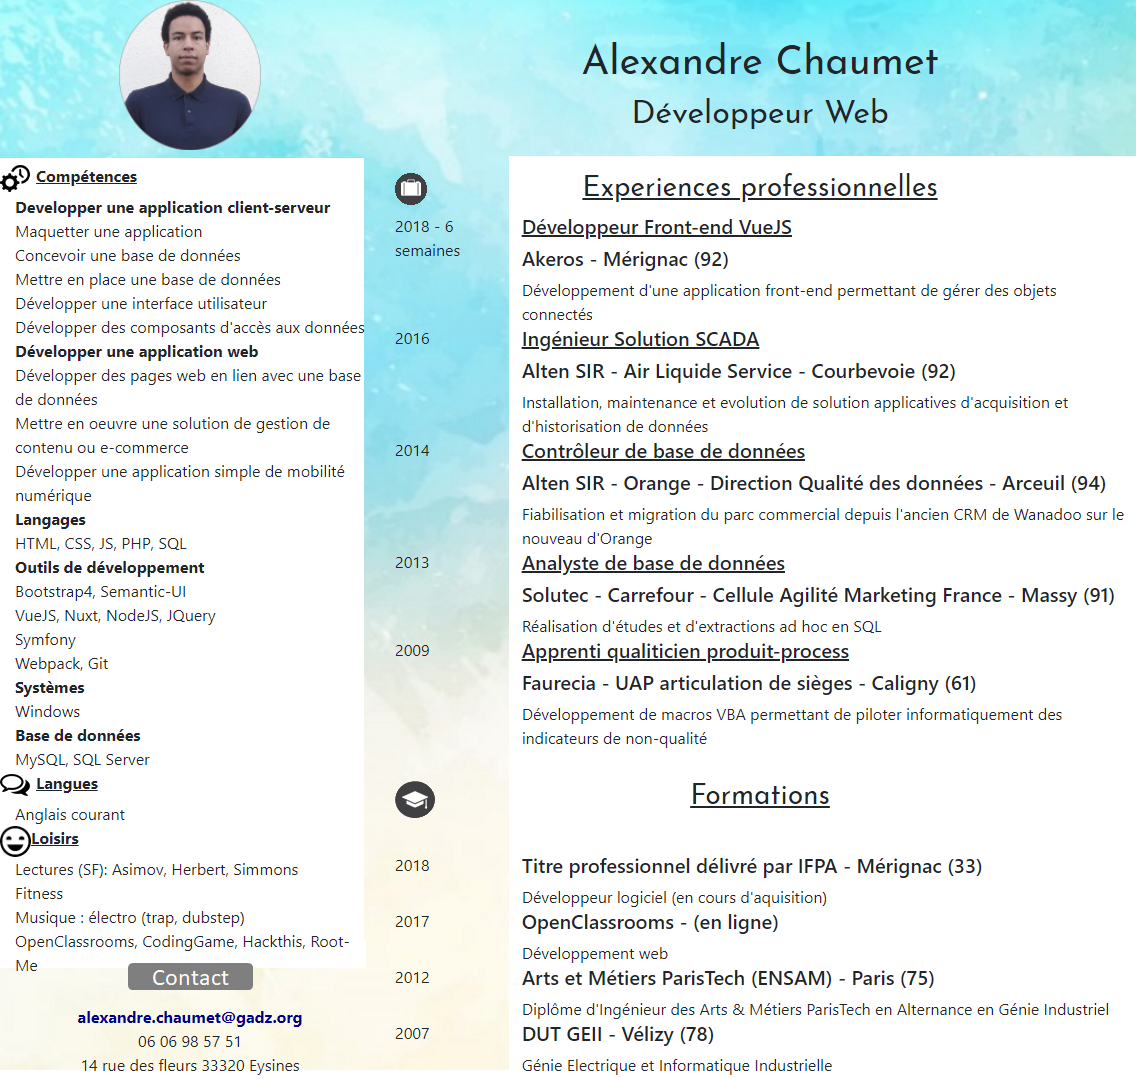 Alexandre Chaumet
Développeur Web
Compétences
Developper une application client-serveur
Maquetter une application
Concevoir une base de données
Mettre en place une base de données
Développer une interface utilisateur
Développer des composants d'accès aux données
Développer une application web
Développer des pages web en lien avec une base
de données
Mettre en oeuvre une solution de gestion de
contenu ou e-commerce
Développer une application simple de mobilité
numérique
Langages
HTML, CSS, JS, PHP, SQL
Outils de développement
Bootstrap4, Semantic-UI
VueJS, Nuxt, NodeJS, JQuery
Symfony
Webpack, Git
Systèmes
Windows
Base de données
MySQL, SQL Server
Langues
Anglais courant
Loisirs
Lectures (SF): Asimov, Herbert, Simmons
Fitness
Musique : électro (trap, dubstep)
OpenClassrooms, CodingGame, Hackthis, Root-
Me
Contact
alexandre.chaumet@gadz.org
06 06 98 57 51
14 rue des fleurs 33320 Eysines
Experiences professionnelles
2018 - 6
semaines
Développeur Front-end VueJS
Akeros - Mérignac (92)
Développement d'une application front-end permettant de gérer des objets
connectés
2016
Ingénieur Solution SCADA
Alten SIR - Air Liquide Service - Courbevoie (92)
Installation, maintenance et evolution de solution applicatives d'acquisition et
d'historisation de données
2014
Contrôleur de base de données
Alten SIR - Orange - Direction Qualité des données - Arceuil (94)
Fiabilisation et migration du parc commercial depuis l'ancien CRM de Wanadoo sur le
nouveau d'Orange
2013
Analyste de base de données
Solutec - Carrefour - Cellule Agilité Marketing France - Massy (91)
Réalisation d'études et d'extractions ad hoc en SQL
2009
Apprenti qualiticien produit-process
Faurecia - UAP articulation de sièges - Caligny (61)
Développement de macros VBA permettant de piloter informatiquement des
indicateurs de non-qualité
Formations
2018
Titre professionnel délivré par IFPA - Mérignac (33)
Développeur logiciel (en cours d'aquisition)
2017
OpenClassrooms - (en ligne)
Développement web
2012
Arts et Métiers ParisTech (ENSAM) - Paris (75)
Diplôme d'Ingénieur des Arts & Métiers ParisTech en Alternance en Génie Industriel
2007
DUT GEII - Vélizy (78)
Génie Electrique et Informatique Industrielle